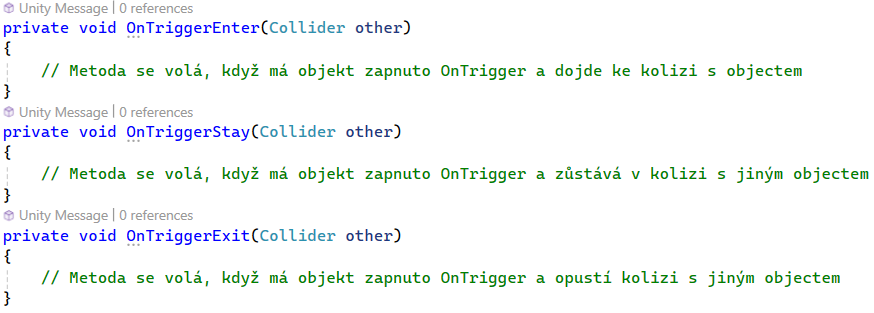 Unity Message | 0 references
private void OnTriggerEnter(Collider other)
{
// Metoda se volá, když má objekt zapnuto OnTrigger a dojde ke kolizi s objectem
}
Unity Message | 0 references
private void OnTriggerStay(Collider other)
{
// Metoda se volá, když má objekt zapnuto OnTrigger a zůstává v kolizi s jiným objectem
}
Unity Message | 0 references
private void OnTriggerExit(Collider other)
{
// Metoda se volá, když má objekt zapnuto OnTrigger a opustí kolizi s jiným objectem
}